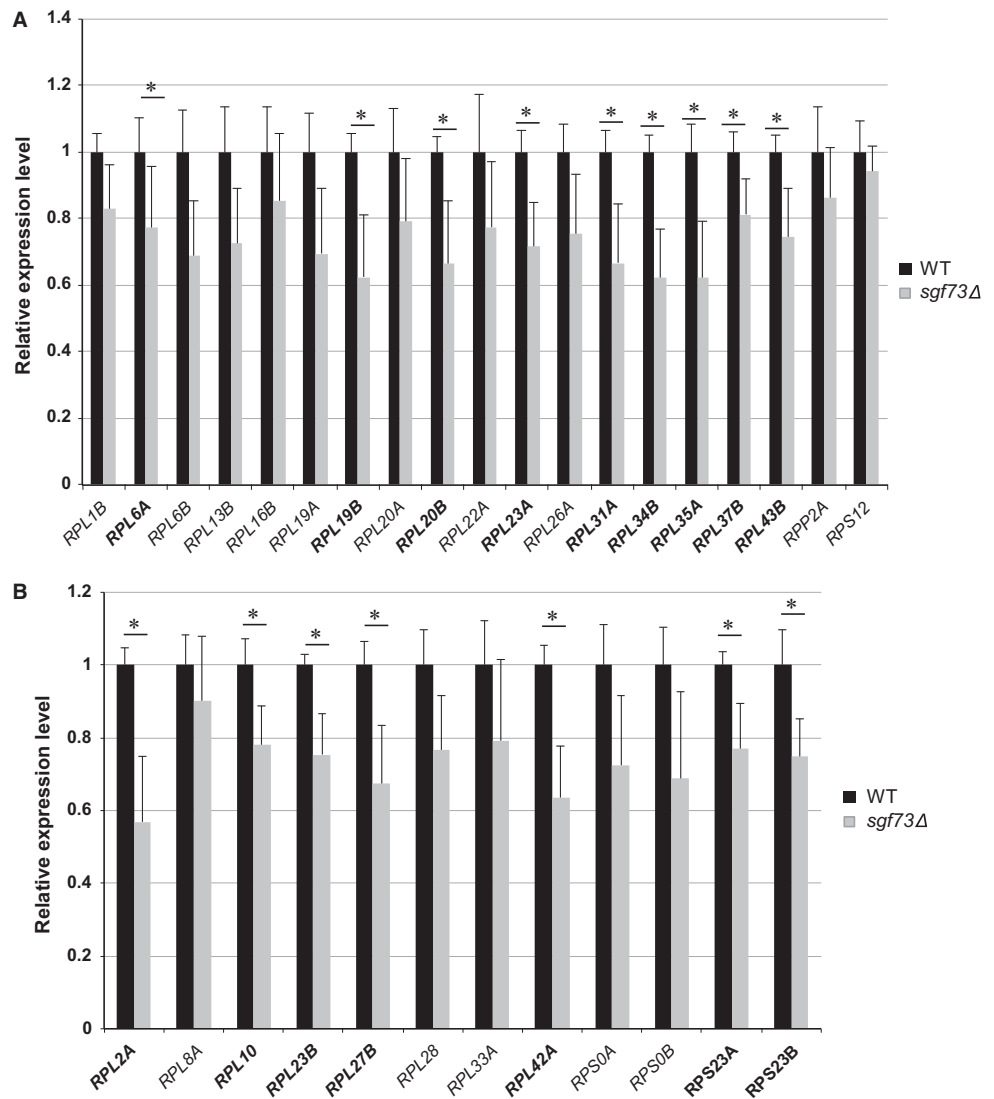 A
1.4
1.2
1
0.8
0.6
0.4
0.2
0
Relative expression level
* * * * * * * * *
RPL1B RPL6A RPL6B RPL13B RPL16B RPL19A RPL19B RPL20A RPL20B RPL22A RPL23A RPL26A RPL31A RPL34B RPL35A RPL37B RPL43B RPP2A RPS12
WT
sgf73Δ
B
1.2
1
0.8
0.6
0.4
0.2
0
Relative expression level
* * * * * * *
RPL2A RPL8A RPL10 RPL23B RPL27B RPL28 RPL33A RPL42A RPS0A RPS0B RPS23A RPS23B
WT
sgf73Δ